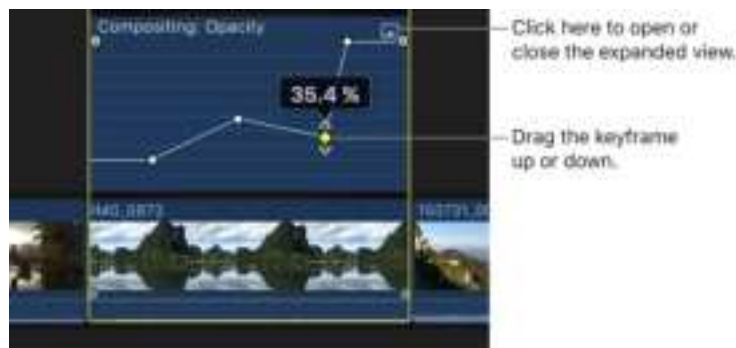 Compositing: Opacity
Click here to open or
close the expanded view.
35.4 %
Drag the keyframe
up or down.